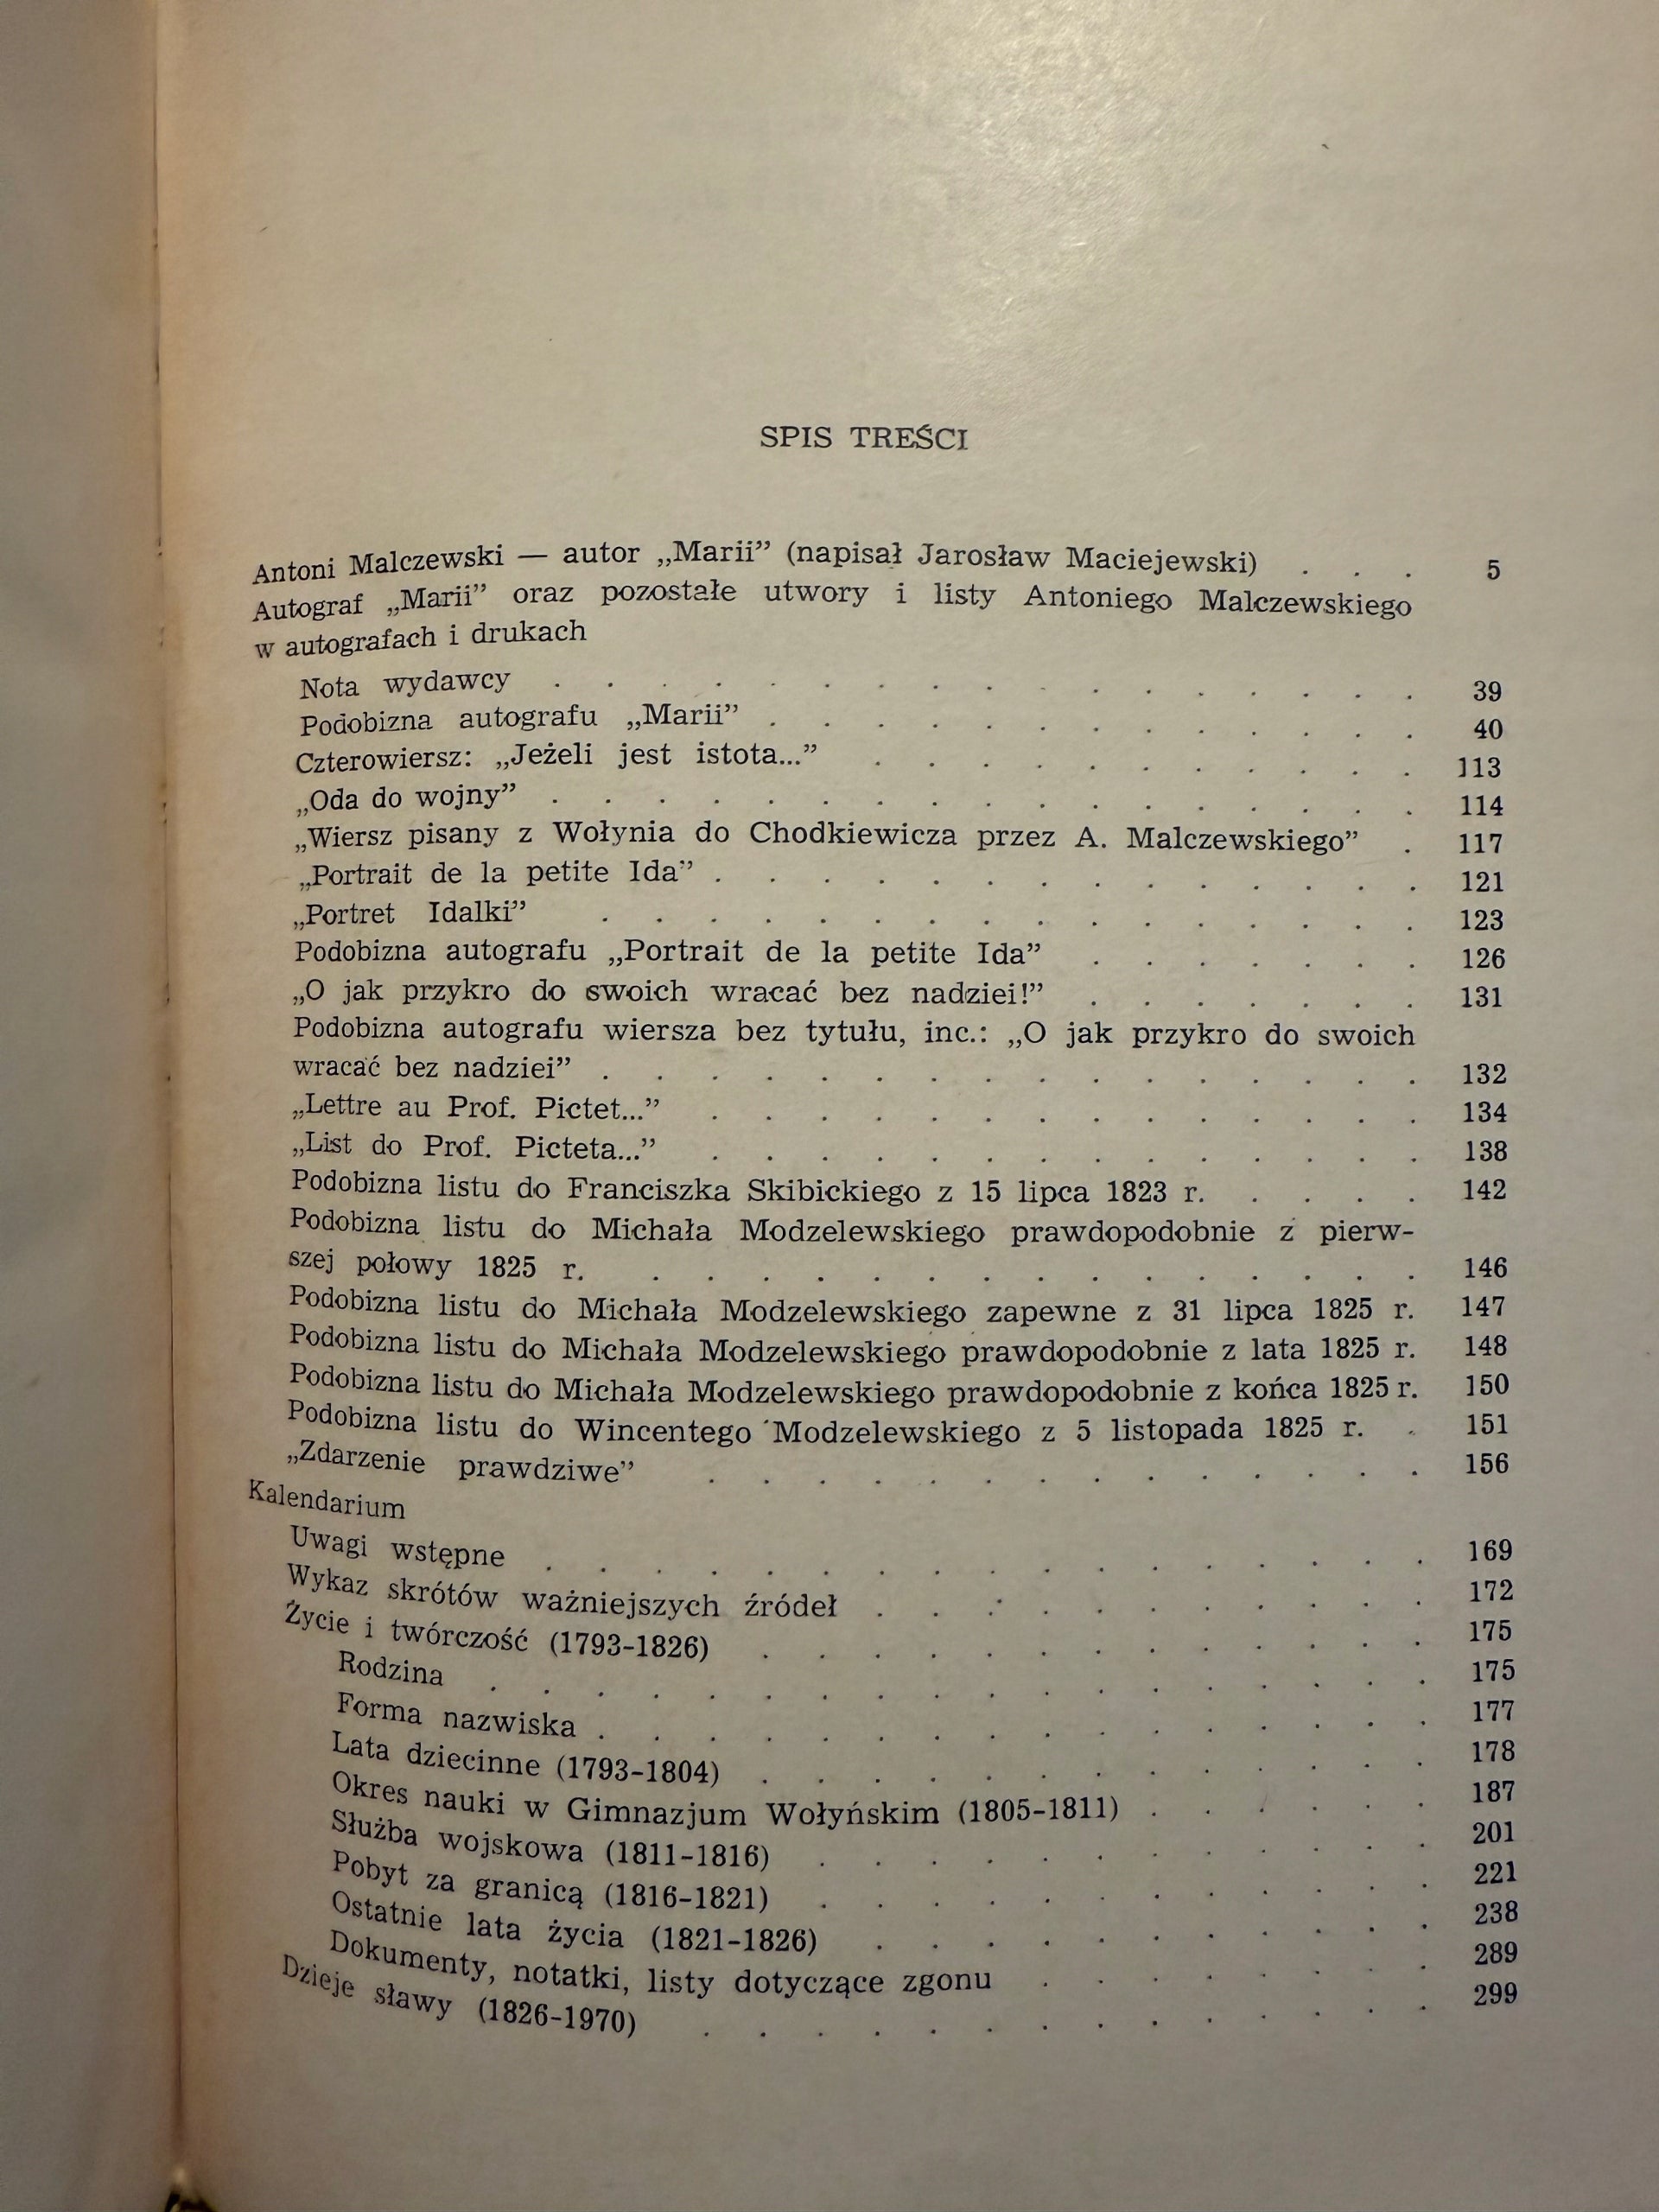 SPIS TREŚCI
Antoni Malczewski — autor „Marii” (napisał Jarosław Maciejewski) . . . 5
Autograf „Marii” oraz pozostałe utwory i listy Antoniego Malczewskiego
w autografach i drukach
Nota wydawcy . . . . . . . . . . . . . . . . . 39
Podobizna autografu „Marii” . . . . . . . . . . . . . 40
Czterowiersz: „Jeżeli jest istota...” . . . . . . . . . . . 113
„Oda do wojny” . . . . . . . . . . . . . . . . . 114
„Wiersz pisany z Wołynia do Chodkiewicza przez A. Malczewskiego” . 117
„Portrait de la petite Ida” . . . . . . . . . . . . . . 121
„Portret Idalki” . . . . . . . . . . . . . . . . 123
Podobizna autografu „Portrait de la petite Ida” . . . . . . . 126
„O jak przykro do swoich wracać bez nadziei!” . . . . . . . 131
Podobizna autografu wiersza bez tytułu, inc.: „O jak przykro do swoich
wracać bez nadziei” . . . . . . . . . . . . . . . . 132
„Lettre au Prof. Pictet...” . . . . . . . . . . . . . . 134
„List do Prof. Picteta...” . . . . . . . . . . . . . . 138
Podobizna listu do Franciszka Skibickiego z 15 lipca 1823 r. . . . . 142
Podobizna listu do Michała Modzelewskiego prawdopodobnie z pierw-
szej połowy 1825 r. . . . . . . . . . . . . . . . 146
Podobizna listu do Michała Modzelewskiego zapewne z 31 lipca 1825 r. 147
Podobizna listu do Michała Modzelewskiego prawdopodobnie z lata 1825 r. 148
Podobizna listu do Michała Modzelewskiego prawdopodobnie z końca 1825 r. 150
Podobizna listu do Wincentego Modzelewskiego z 5 listopada 1825 r. . 151
„Zdarzenie prawdziwe” . . . . . . . . . . . . . . 156
Kalendarium
Uwagi wstępne . . . . . . . . . . . . . . . . . 169
Wykaz skrótów ważniejszych źródeł . . . . . . . . . . . 172
Życie i twórczość (1793-1826) . . . . . . . . . . . . . 175
Rodzina . . . . . . . . . . . . . . . . . . 175
Forma nazwiska . . . . . . . . . . . . . . . . 177
Lata dziecinne (1793-1804) . . . . . . . . . . . . . 178
Okres nauki w Gimnazjum Wołyńskim (1805-1811) . . . . . . 187
Służba wojskowa (1811-1816) . . . . . . . . . . . . 201
Pobyt za granicą (1816-1821) . . . . . . . . . . . . 221
Ostatnie lata życia (1821-1826) . . . . . . . . . . . 238
Dokumenty, notatki, listy dotyczące zgonu . . . . . . . . 289
Dzieje sławy (1826-1970) . . . . . . . . . . . . . . 299